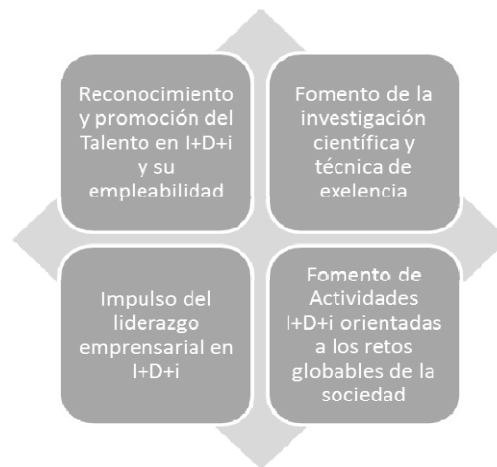 Reconocimiento
y promoción del
Talento en I+D+i
y su
empleabilidad
Fomento de la
investigación
científica y
técnica de
exelencia
Impulso del
liderazgo
emprensarial en
I+D+i
Fomento de
Actividades
I+D+i orientadas
a los retos
globables de la
sociedad